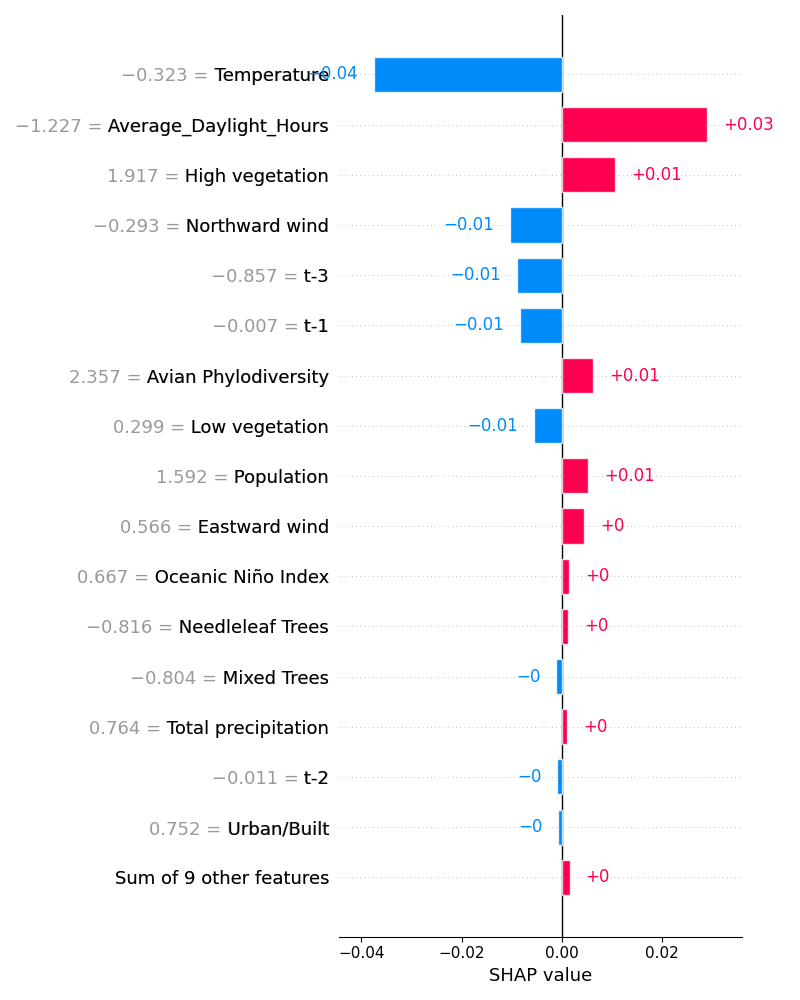 −0.323 = Temperature −0.04
−1.227 = Average_Daylight_Hours +0.03
1.917 = High vegetation +0.01
−0.293 = Northward wind −0.01
−0.857 = t-3 −0.01
−0.007 = t-1 −0.01
2.357 = Avian Phylodiversity +0.01
0.299 = Low vegetation −0.01
1.592 = Population +0.01
0.566 = Eastward wind +0
0.667 = Oceanic Niño Index +0
−0.816 = Needleleaf Trees +0
−0.804 = Mixed Trees −0
0.764 = Total precipitation +0
−0.011 = t-2 −0
0.752 = Urban/Built −0
Sum of 9 other features +0
−0.04 −0.02 0.00 0.02
SHAP value